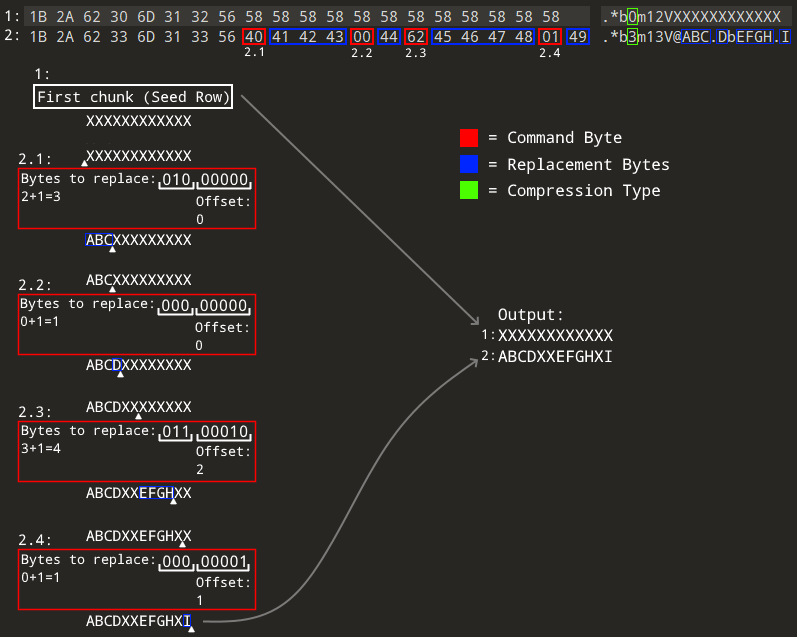 1: 1B 2A 62 30 6D 31 32 56 58 58 58 58 58 58 58 58 58 58 58 58 .*b0m12VXXXXXXXXXXXX
2: 1B 2A 62 33 6D 31 33 56 40 41 42 43 00 44 62 45 46 47 48 01 49 .*b3m13V@ABC.DbEFGH.I
2.1 2.2 2.3 2.4
1:
First chunk (Seed Row)
XXXXXXXXXXXX
XXXXXXXXXXXX
2.1:
Bytes to replace: 010 00000
2+1=3
Offset:
0
ABCXXXXXXXXX
2.2:
ABCXXXXXXXXX
Bytes to replace: 000 00000
0+1=1
Offset:
0
ABCDXXXXXXXX
2.3:
ABCDXXXXXXXX
Bytes to replace: 011 00010
3+1=4
Offset:
2
ABCDXXEFGHXX
2.4:
ABCDXXEFGHXX
Bytes to replace: 000 00001
0+1=1
Offset:
1
ABCDXXEFGHXI
= Command Byte
= Replacement Bytes
= Compression Type
Output:
1:XXXXXXXXXXXX
2:ABCDXXEFGHXI